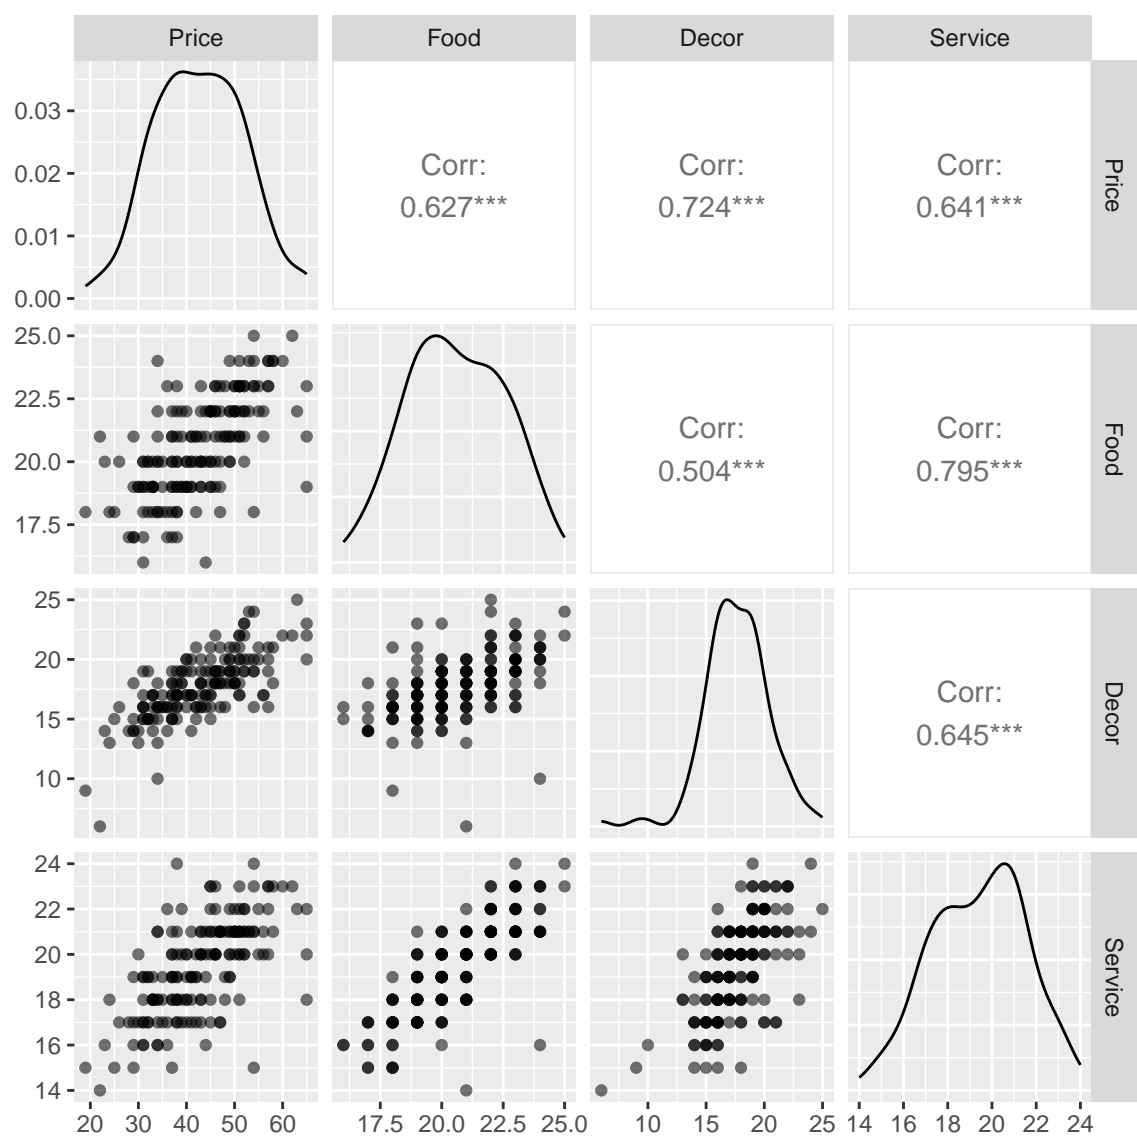 Price Food Decor Service
0.03
0.02
0.01
0.00
Corr:
0.627***
Corr:
0.724***
Corr:
0.641***
Price
25.0
22.5
20.0
17.5
Corr:
0.504***
Corr:
0.795***
Food
25
20
15
10
Corr:
0.645***
Decor
24
22
20
18
16
14
Service
20 30 40 50 60
17.5 20.0 22.5 25.0
10 15 20 25
14 16 18 20 22 24